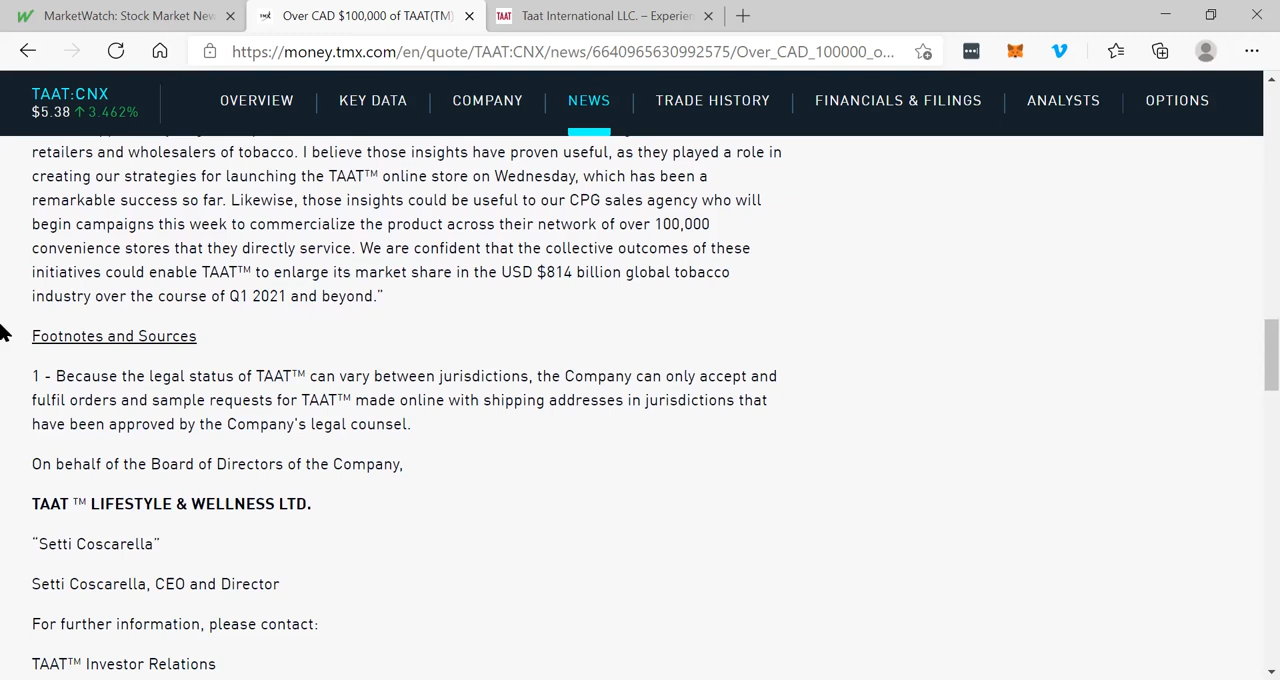 MarketWatch: Stock Market New
Over CAD $100,000 of TAAT(TM)
TAAT
Taat International LLC. – Experien
https://money.tmx.com/en/quote/TAAT:CNX/news/6640965630992575/Over_CAD_100000_o...
TAAT:CNX
$5.38 ↑3.462%
OVERVIEW
KEY DATA
COMPANY
NEWS
TRADE HISTORY
FINANCIALS & FILINGS
ANALYSTS
OPTIONS
retailers and wholesalers of tobacco. I believe those insights have proven useful, as they played a role in
creating our strategies for launching the TAAT™ online store on Wednesday, which has been a
remarkable success so far. Likewise, those insights could be useful to our CPG sales agency who will
begin campaigns this week to commercialize the product across their network of over 100,000
convenience stores that they directly service. We are confident that the collective outcomes of these
initiatives could enable TAAT™ to enlarge its market share in the USD $814 billion global tobacco
industry over the course of Q1 2021 and beyond.”
Footnotes and Sources
1 - Because the legal status of TAAT™ can vary between jurisdictions, the Company can only accept and
fulfil orders and sample requests for TAAT™ made online with shipping addresses in jurisdictions that
have been approved by the Company's legal counsel.
On behalf of the Board of Directors of the Company,
TAAT ™ LIFESTYLE & WELLNESS LTD.
“Setti Coscarella”
Setti Coscarella, CEO and Director
For further information, please contact:
TAAT™ Investor Relations